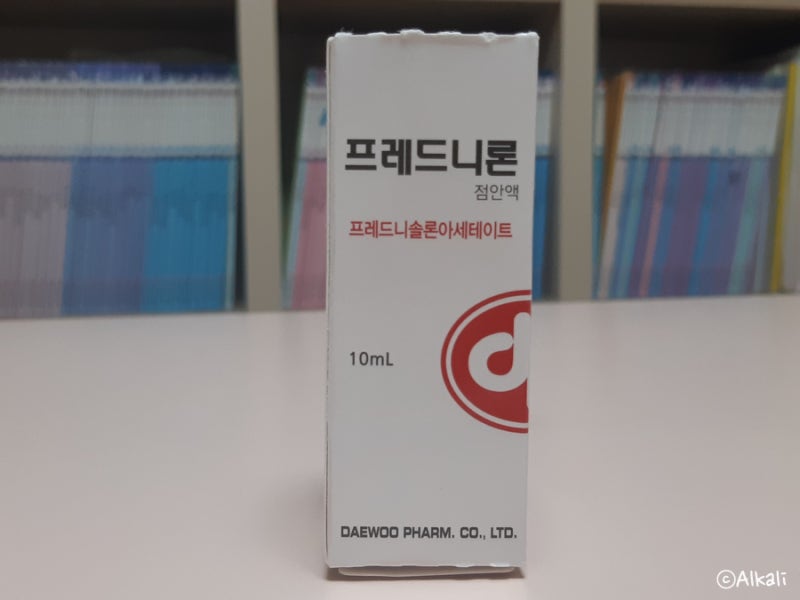 프레드니론
점안액
프레드니솔론아세테이트
10mL
DAEWOO PHARM. CO., LTD.
©Alkali